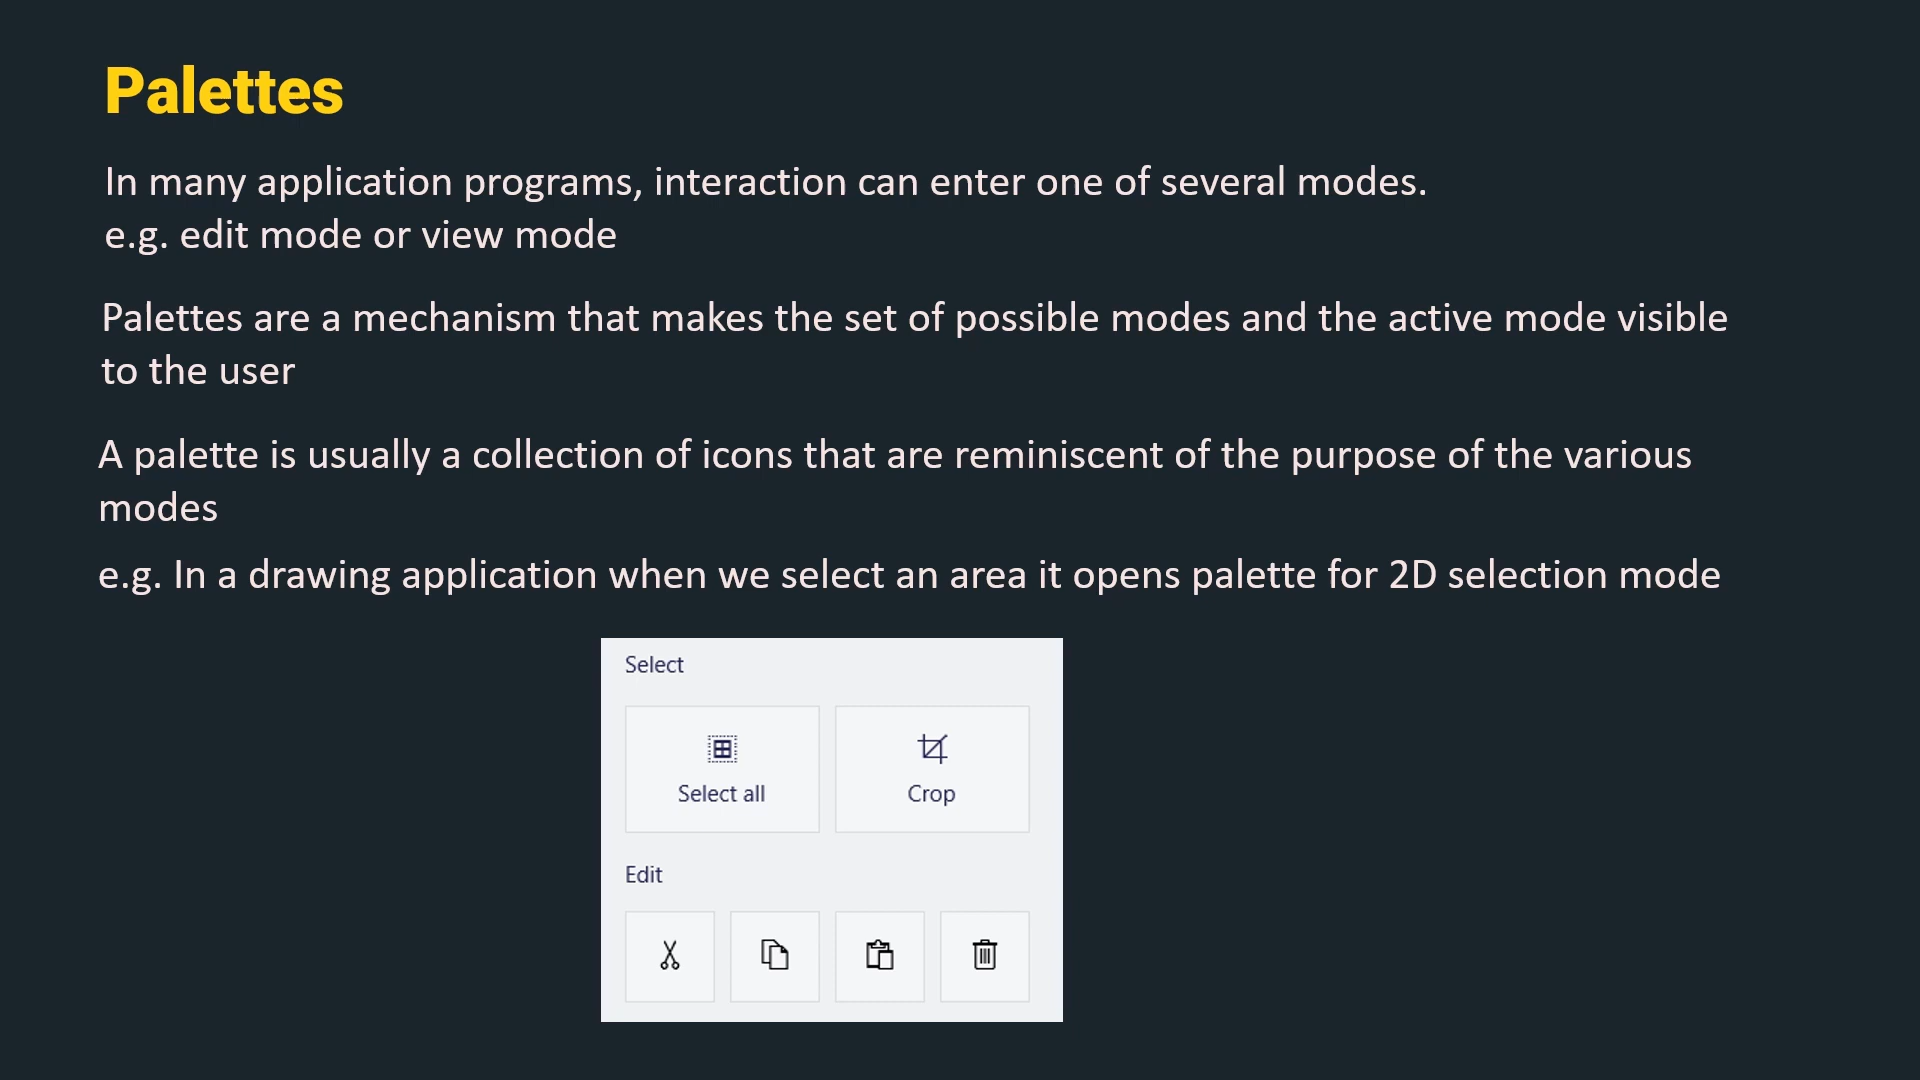 Palettes
In many application programs, interaction can enter one of several modes.
e.g. edit mode or view mode
Palettes are a mechanism that makes the set of possible modes and the active mode visible
to the user
A palette is usually a collection of icons that are reminiscent of the purpose of the various
modes
e.g. In a drawing application when we select an area it opens palette for 2D selection mode
Select
Select all Crop
Edit